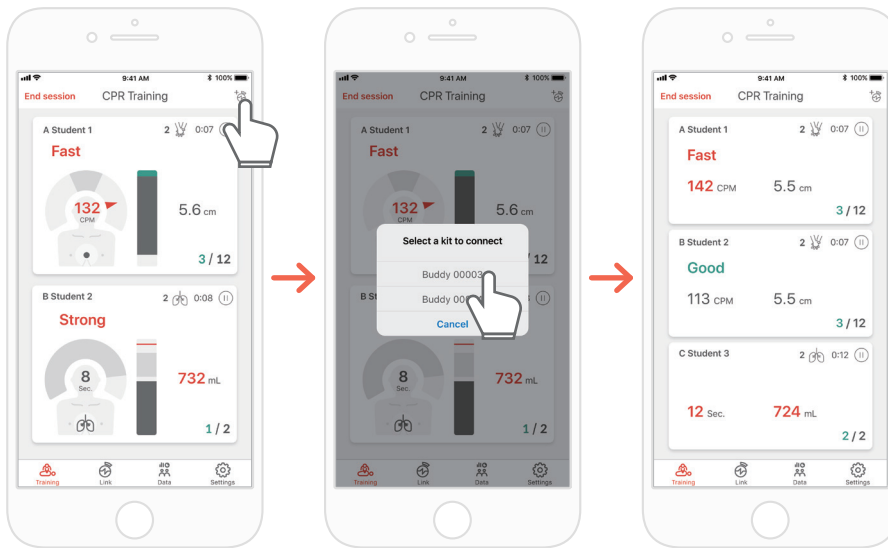 9:41 AM
100%
End session
CPR Training
A Student 1
2
0:07
Fast
132
CPM
5.6 cm
3 / 12
B Student 2
2
0:08
Strong
8
Sec.
732 mL
1 / 2
Training
Link
Data
Settings
9:41 AM
100%
End session
CPR Training
A Student 1
2
0:07
Fast
132
CPM
5.6 cm
12
Select a kit to connect
Buddy 00003
Buddy 00
Cancel
B St
8
Sec.
732 mL
1 / 2
Training
Link
Data
Settings
9:41 AM
100%
End session
CPR Training
A Student 1
2
0:07
Fast
142 CPM
5.5 cm
3 / 12
B Student 2
2
0:07
Good
113 CPM
5.5 cm
3 / 12
C Student 3
2
0:12
12 Sec.
724 mL
2 / 2
Training
Link
Data
Settings